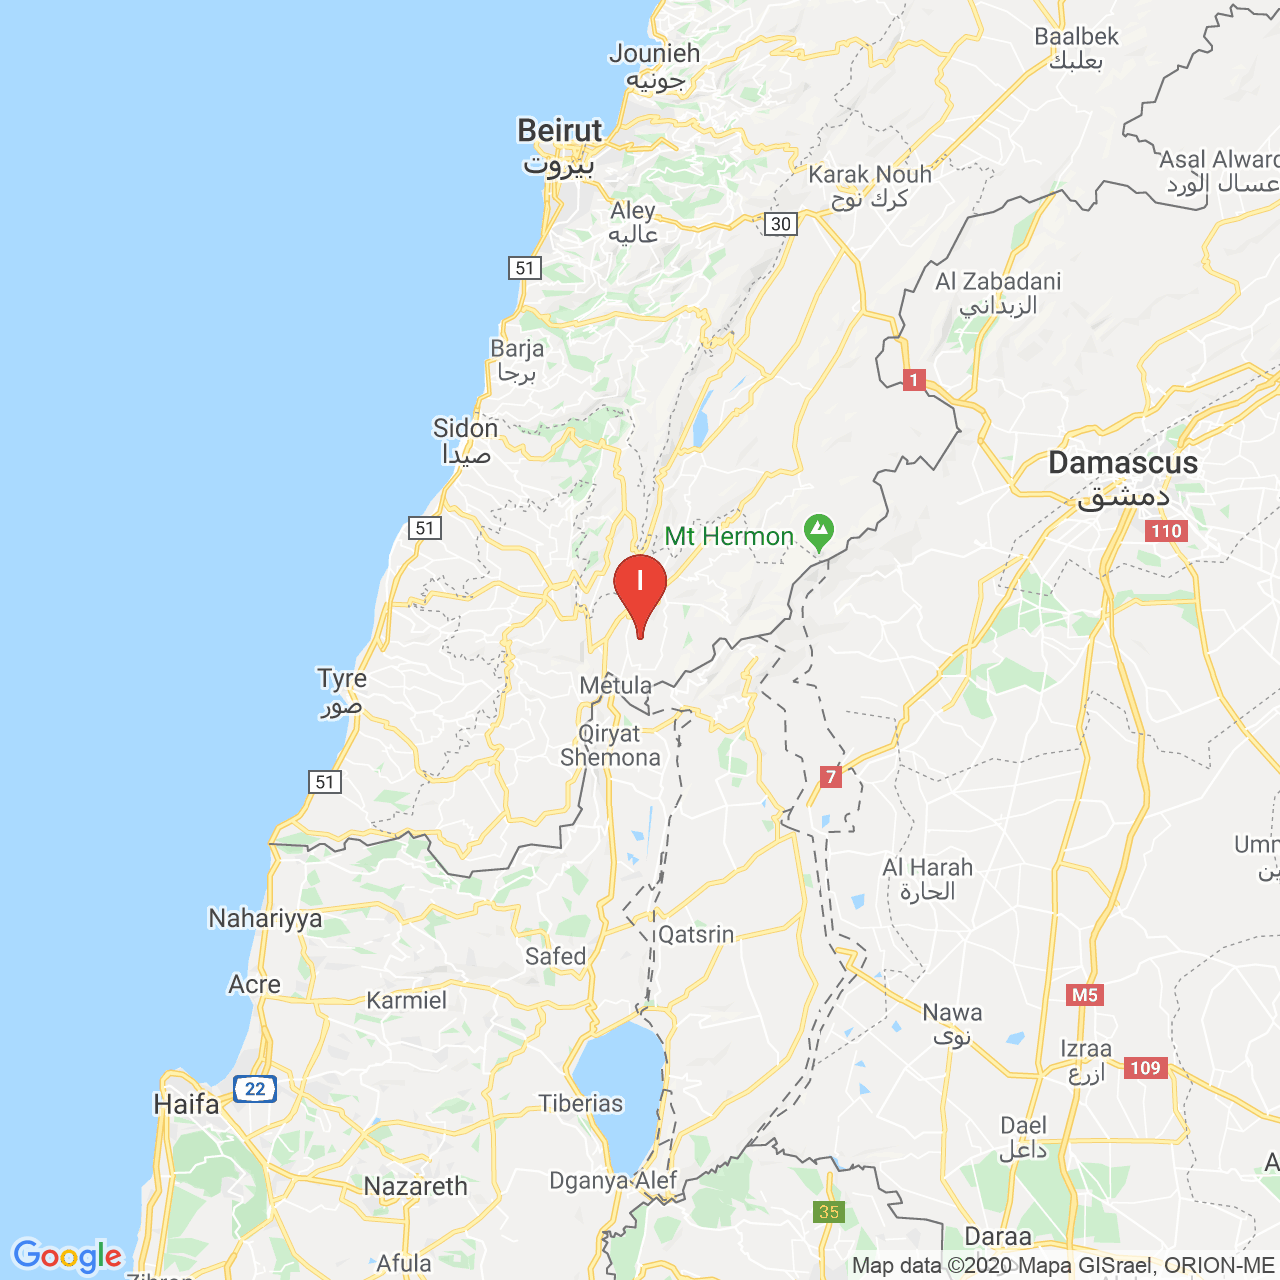 Baalbek
بعلبك
Jounieh
جونيه
Beirut
بيروت
Asal Alward
عسال الورد
Karak Nouh
كرك نوح
Aley
عاليه
30
51
Al Zabadani
الزبداني
Barja
برجا
1
Sidon
صيدا
Damascus
دمشق
51
110
Mt Hermon
I
Tyre
صور
Metula
Qiryat
Shemona
51
7
Al Harah
الحارة
Umm
ين
Nahariyya
Qatsrin
Safed
Acre
Karmiel
M5
Nawa
نوى
Izraa
ازرع
109
22
Haifa
Tiberias
Dael
داعل
A
Nazareth
Dganya Alef
35
Daraa
Afula
Google
Map data ©2020 Mapa GISrael, ORION-ME